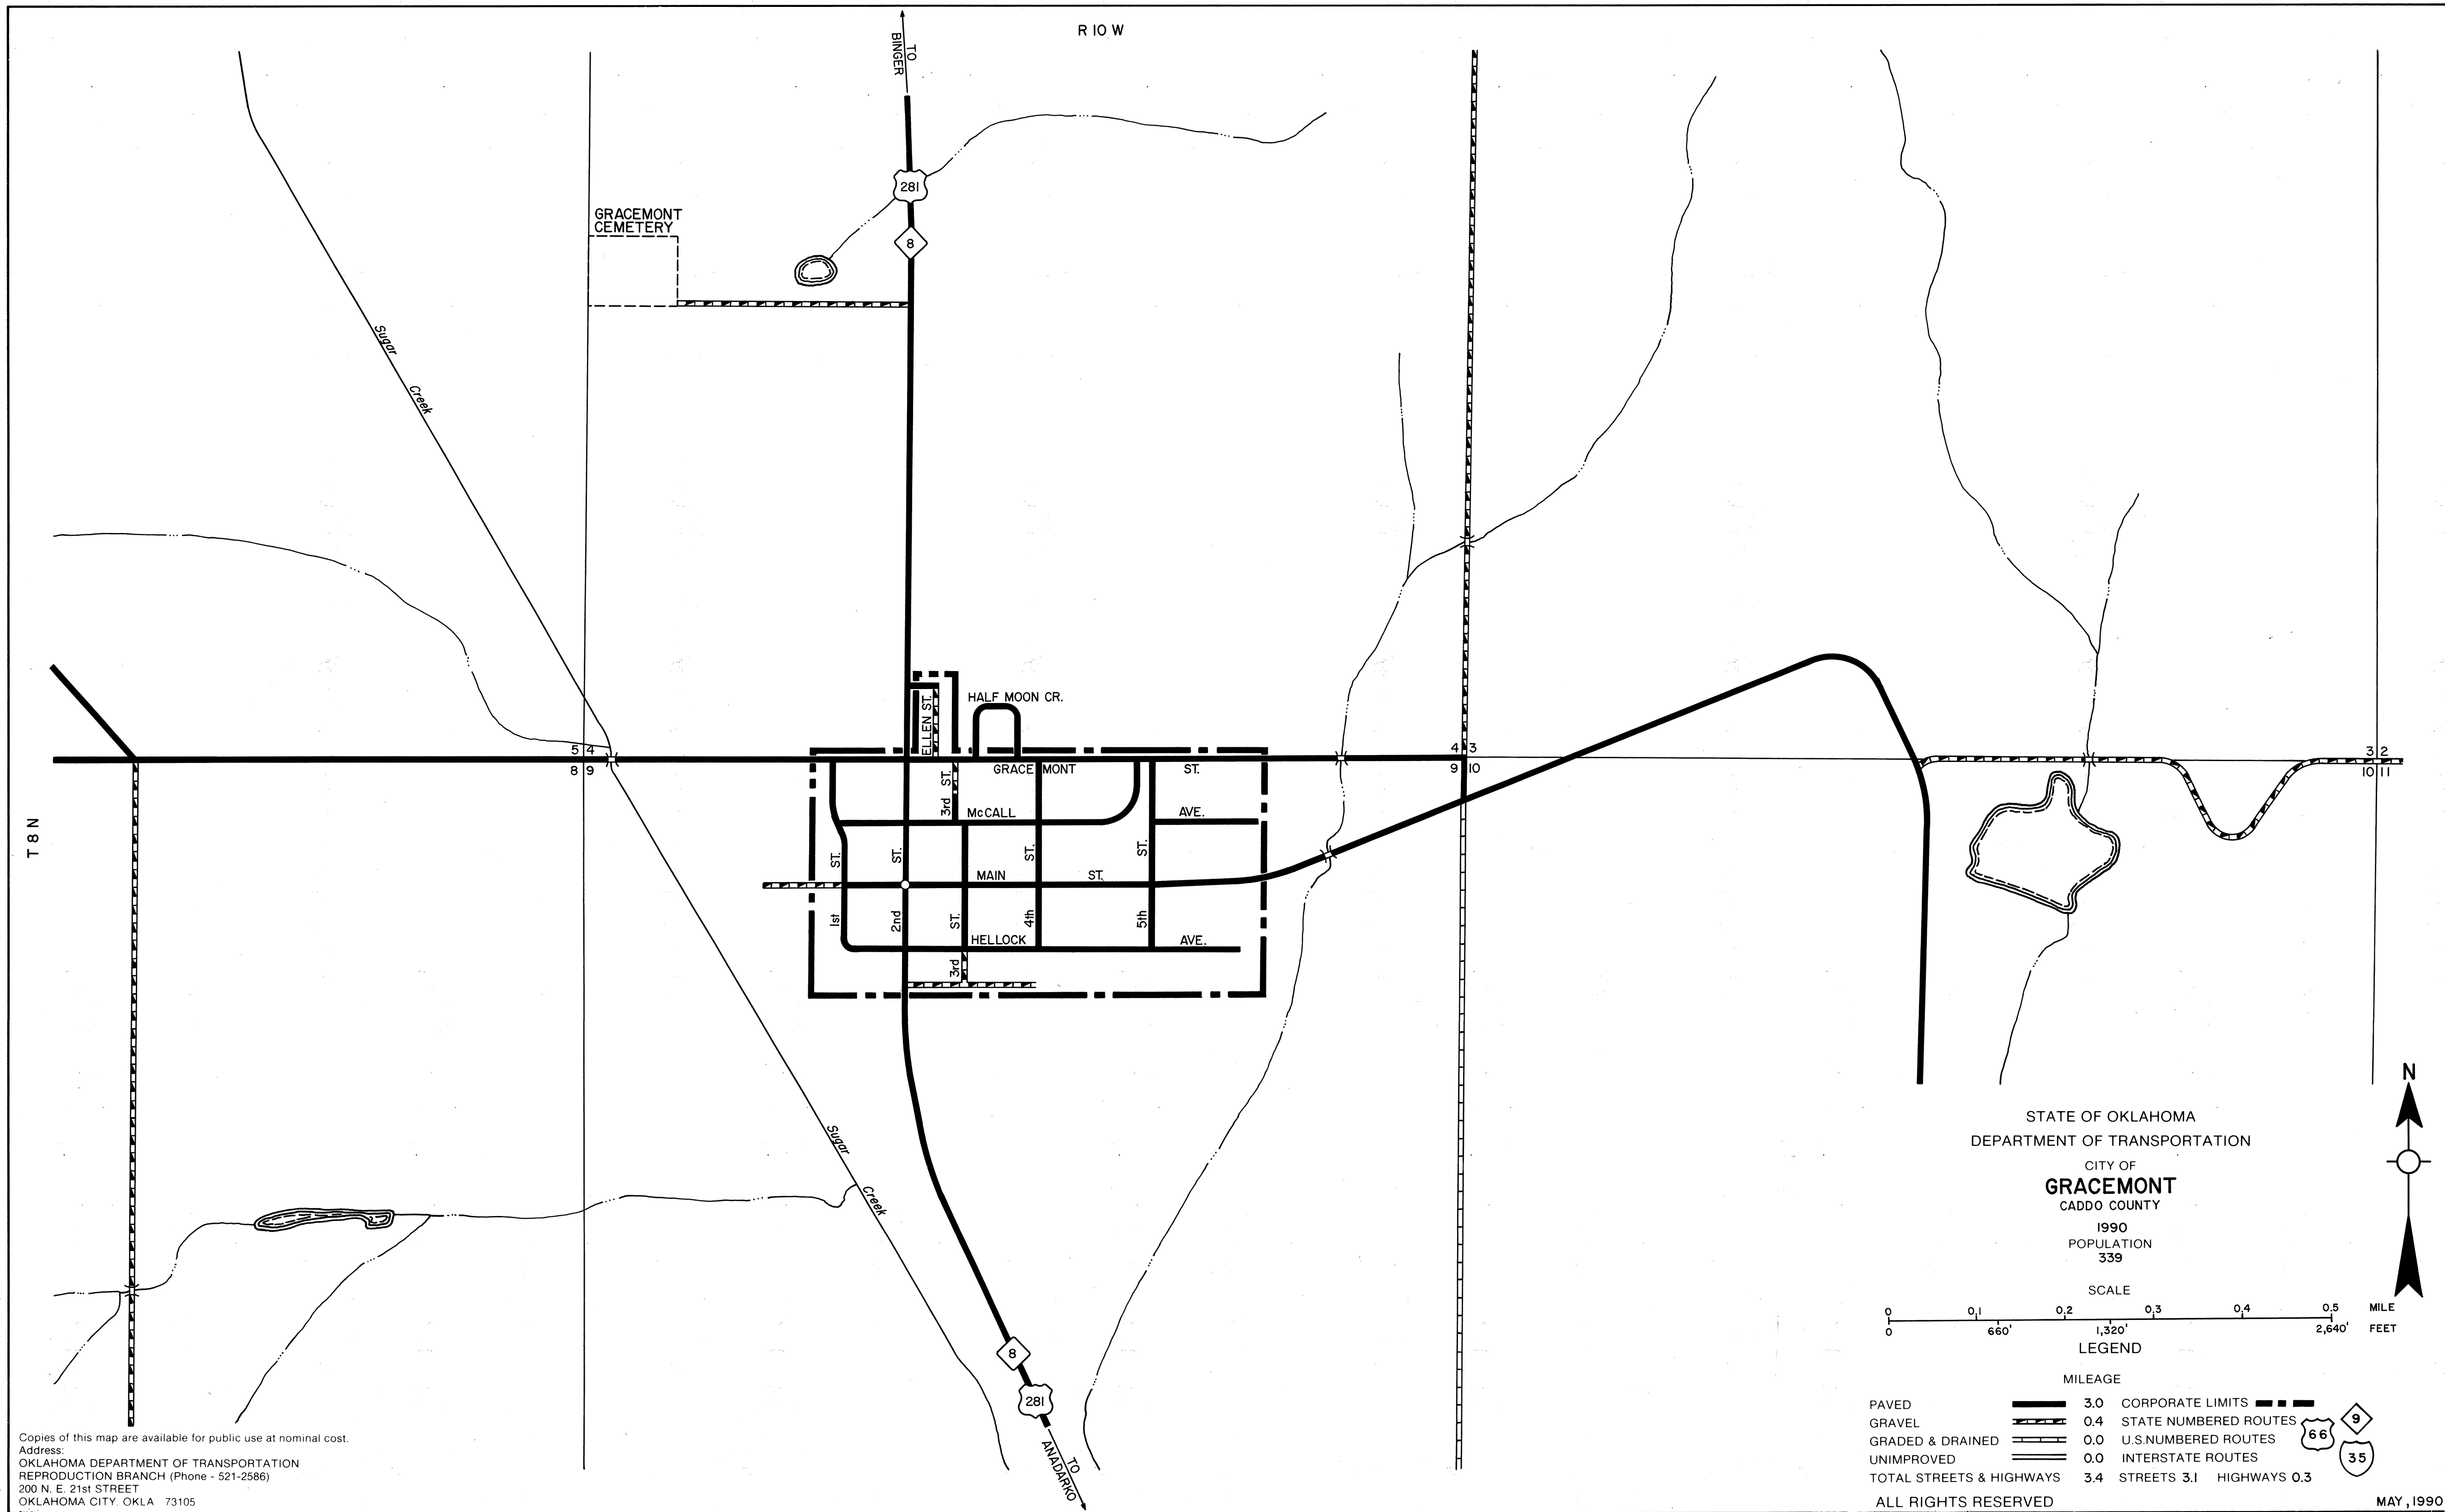 R 10 W
TO
BINGER
281
8
GRACEMONT
CEMETERY
Sugar
Creek
HALF MOON CR.
ELLEN ST.
5 4
8 9
4 3
9 10
3 2
10 11
GRACEMONT ST.
3rd ST.
McCALL AVE.
T 8 N
1st ST.
2nd ST.
3rd ST.
4th ST.
5th ST.
MAIN ST.
HELLOCK AVE.
Sugar
Creek
8
281
TO
ANADARKO
N
STATE OF OKLAHOMA
DEPARTMENT OF TRANSPORTATION
CITY OF
GRACEMONT
CADDO COUNTY
1990
POPULATION
339
SCALE
0 0.1 0.2 0.3 0.4 0.5 MILE
0 660' 1,320' 2,640' FEET
LEGEND
MILEAGE
PAVED 3.0 CORPORATE LIMITS
GRAVEL 0.4 STATE NUMBERED ROUTES 9
GRADED & DRAINED 0.0 U.S.NUMBERED ROUTES 66
UNIMPROVED 0.0 INTERSTATE ROUTES 35
TOTAL STREETS & HIGHWAYS 3.4 STREETS 3.1 HIGHWAYS 0.3
ALL RIGHTS RESERVED
MAY, 1990
Copies of this map are available for public use at nominal cost.
Address:
OKLAHOMA DEPARTMENT OF TRANSPORTATION
REPRODUCTION BRANCH (Phone - 521-2586)
200 N. E. 21st STREET
OKLAHOMA CITY. OKLA 73105